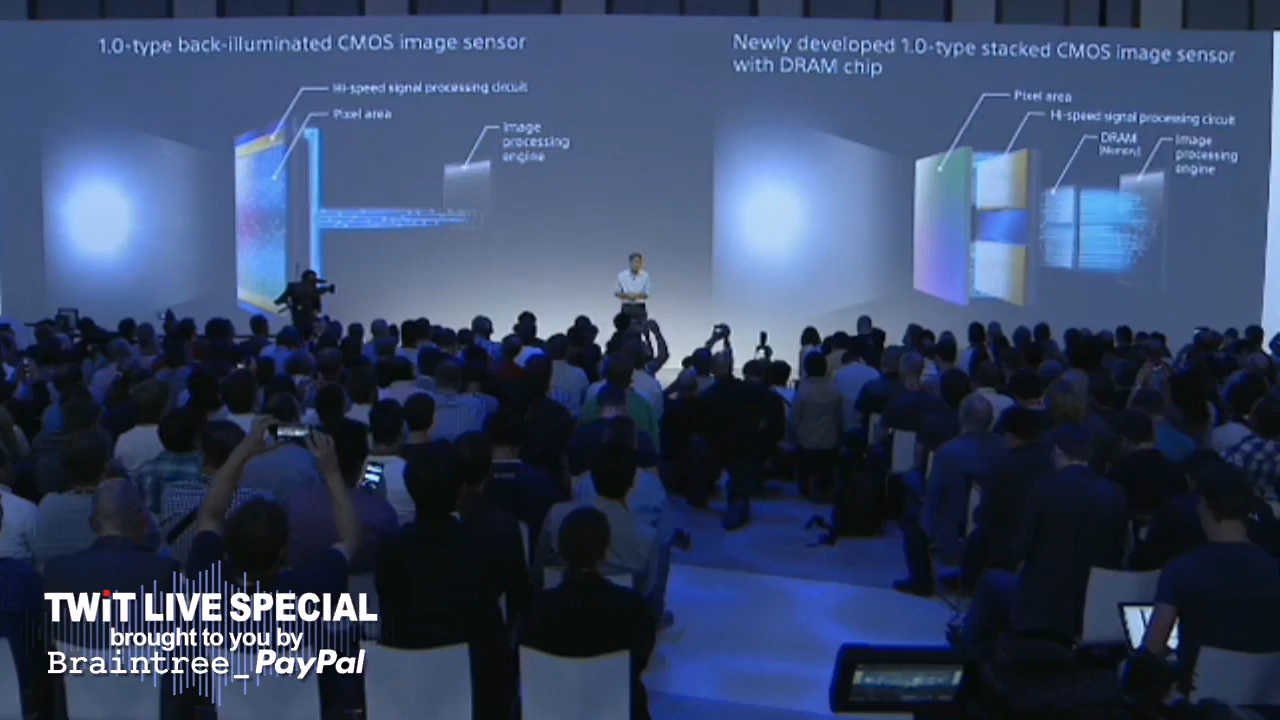 1.0-type back-illuminated CMOS image sensor
Hi-speed signal processing circuit
Pixel area
Image
processing
engine
Newly developed 1.0-type stacked CMOS image sensor
with DRAM chip
Pixel area
Hi-speed signal processing circuit
DRAM
(Memory)
Image
processing
engine
TWiT LIVE SPECIAL
brought to you by
Braintree_ PayPal